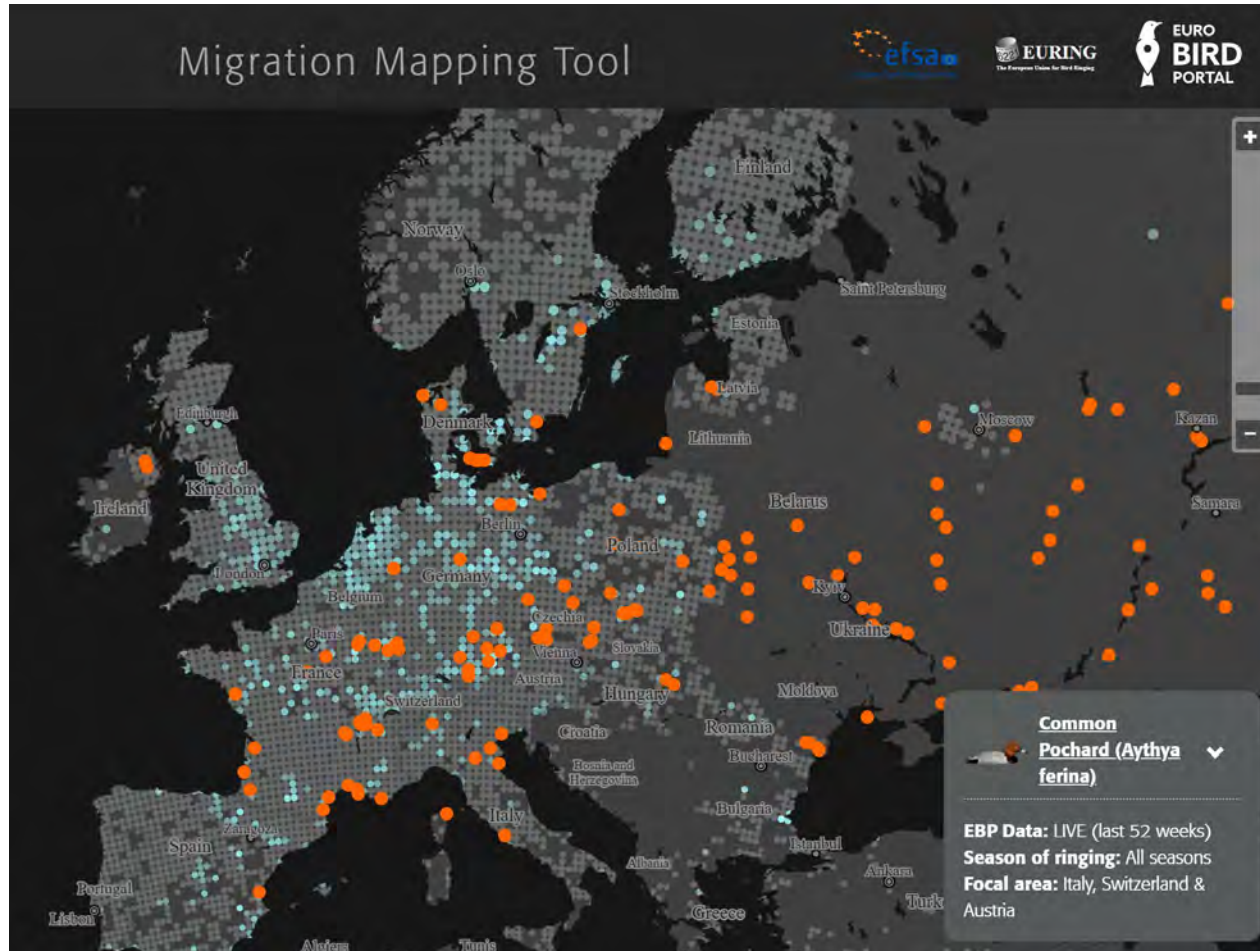 Migration Mapping Tool
efsa
EURING
The European Union for Bird Ringing
EURO
BIRD
PORTAL
+
−
Finland
Norway
Oslo
Stockholm
Saint Petersburg
Estonia
Latvia
Edinburgh
Denmark
Moscow
Kazan
Lithuania
United
Kingdom
Ireland
Samara
Belarus
Berlin
Poland
London
Germany
Belgium
Kyiv
Czechia
Ukraine
Paris
Slovakia
Vienna
France
Austria
Hungary
Moldova
Switzerland
Romania
Croatia
Bucharest
Bosnia and
Herzegovina
Italy
Bulgaria
Zaragoza
Spain
Istanbul
Albania
Ankara
Portugal
Turk
Lisbon
Greece
Algiers
Tunis
Common
Pochard (Aythya
ferina)
EBP Data: LIVE (last 52 weeks)
Season of ringing: All seasons
Focal area: Italy, Switzerland &
Austria